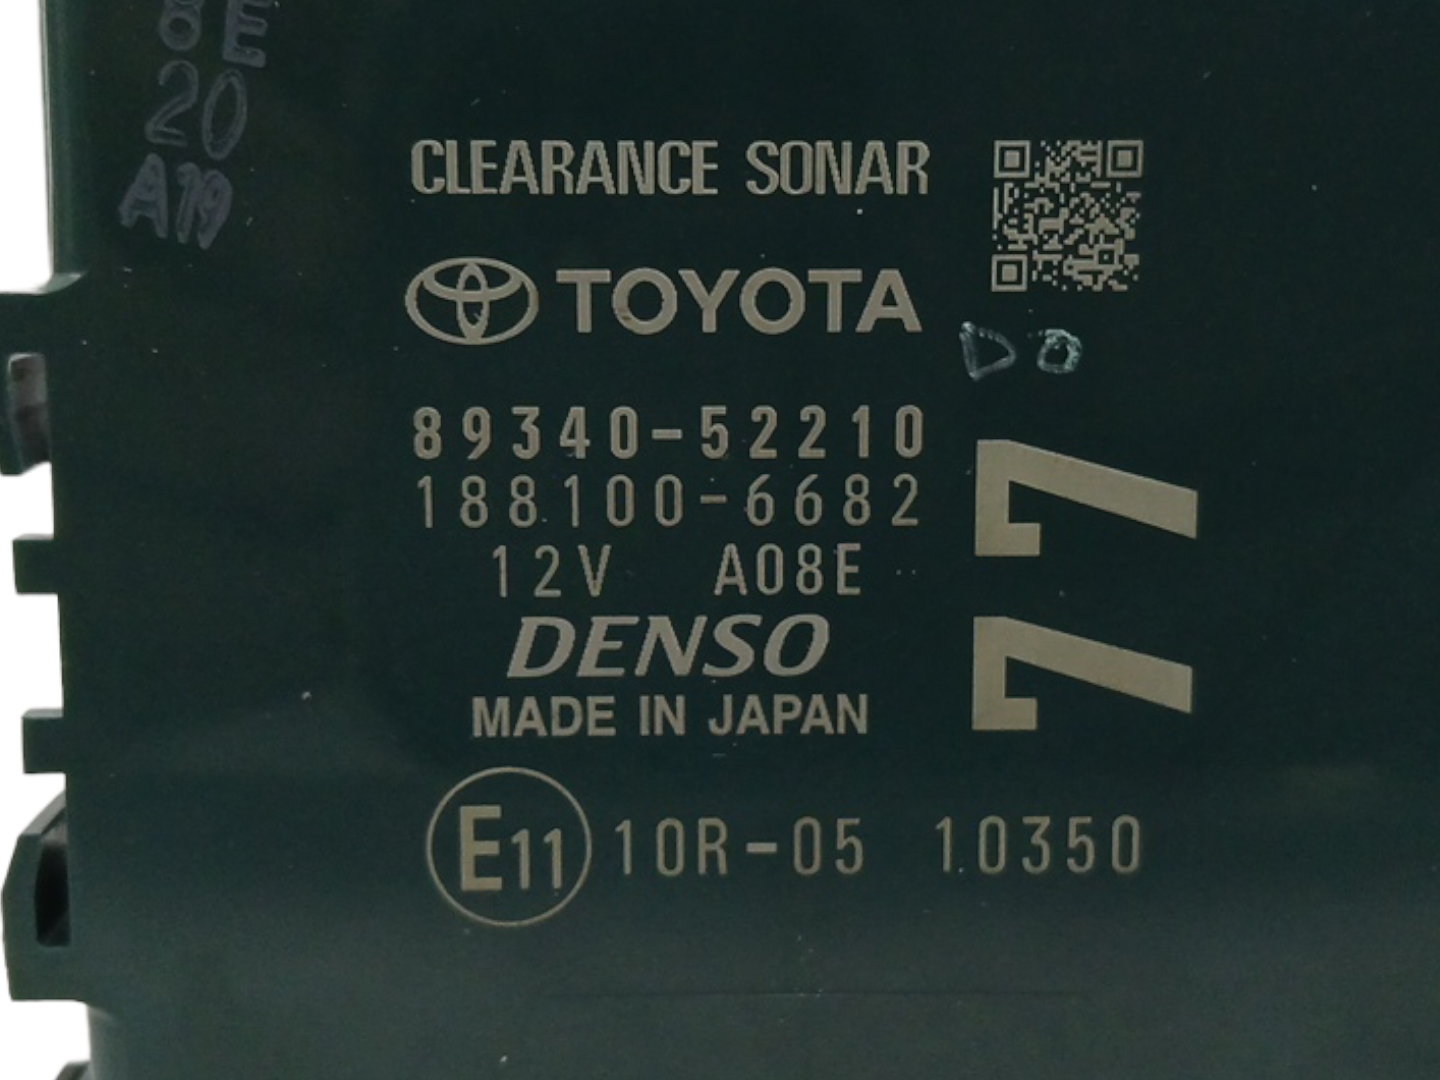 8E
20
A19
CLEARANCE SONAR
TOYOTA
DO
89340-52210
188100-6682
12V A08E
DENSO
MADE IN JAPAN
77
E11 10R-05 10350